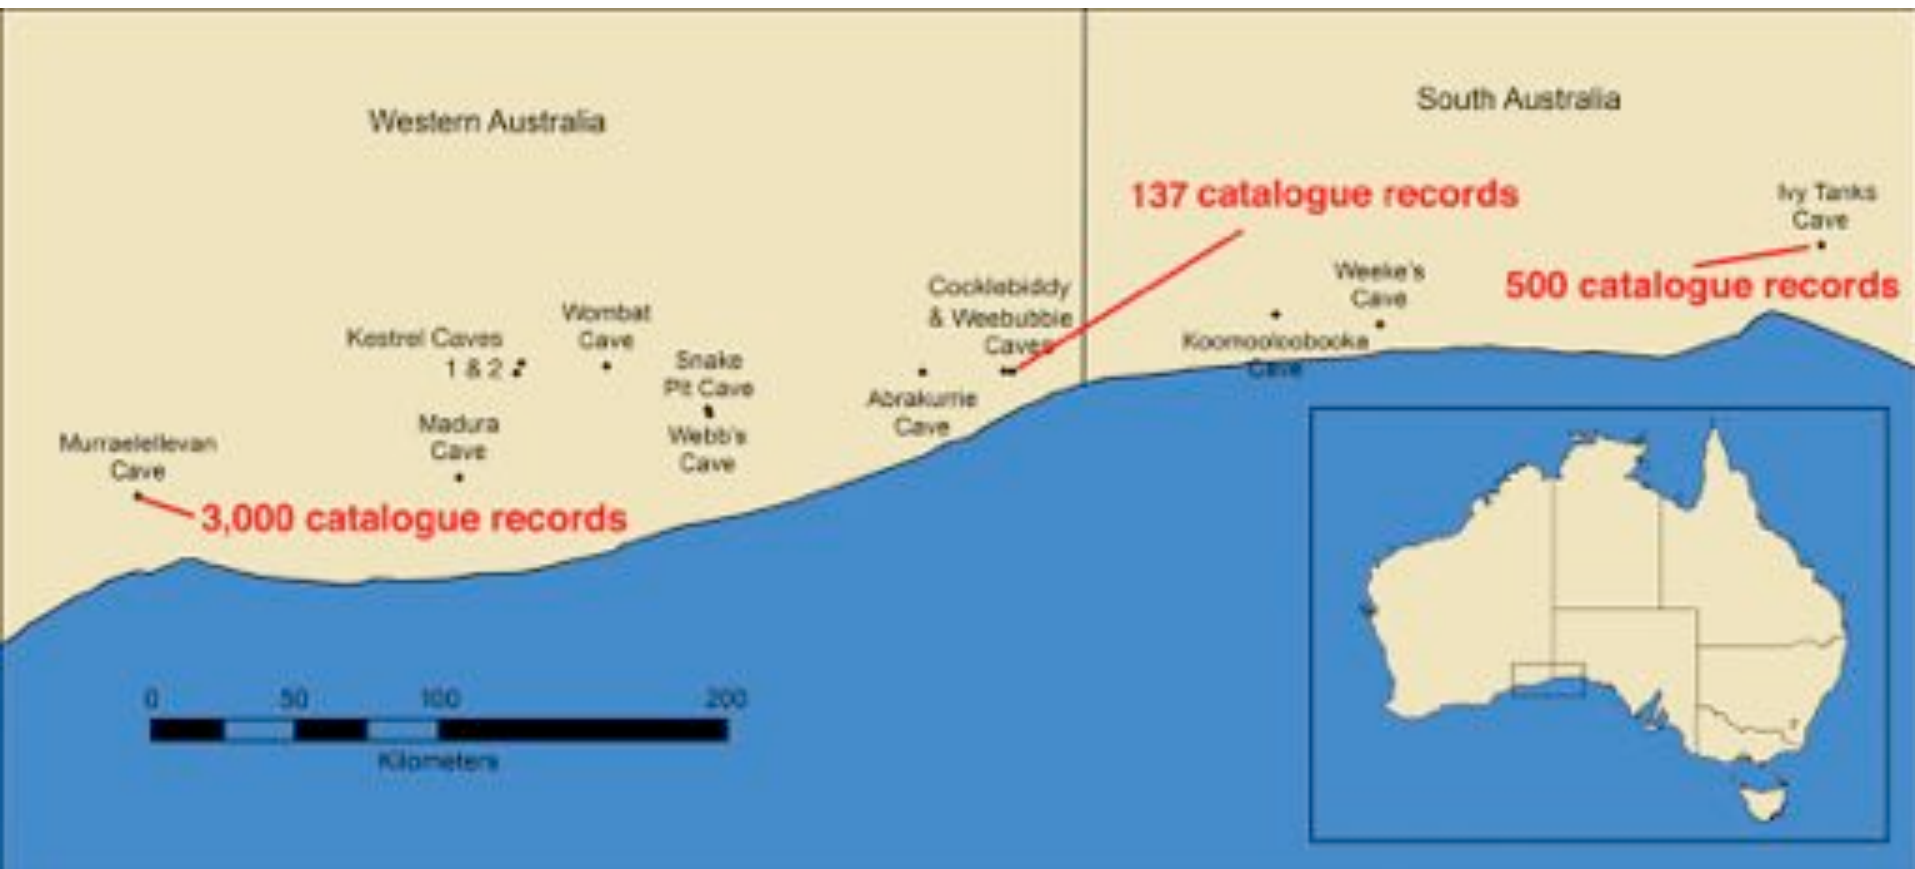 Western Australia
South Australia
137 catalogue records
Ivy Tanks
Cave
500 catalogue records
Weeke's
Cave
Cocklebiddy
& Weebubbie
Caves
Koomooloobooka
Cave
Wombat
Cave
Kestrel Caves
1 & 2
Snake
Pit Cave
Webb's
Cave
Abrakurrie
Cave
Madura
Cave
Murraelellevan
Cave
3,000 catalogue records
0 50 100 200
Kilometers